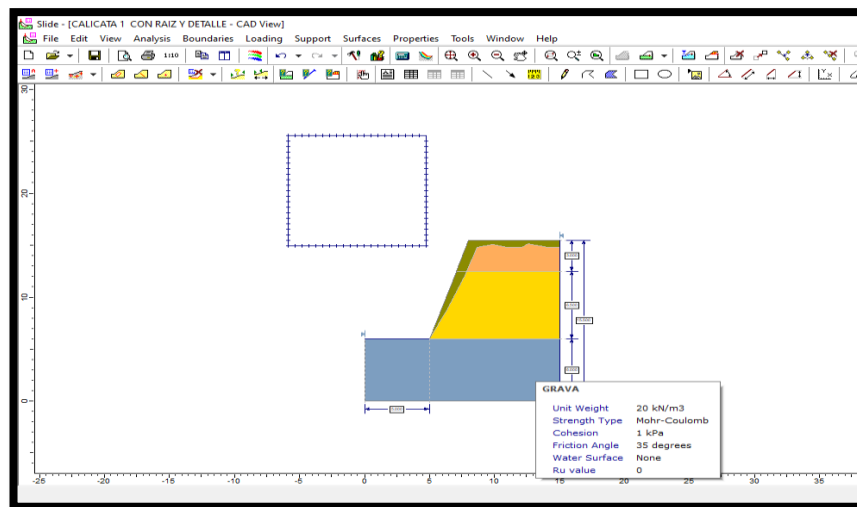 Slide - [CALICATA 1 CON RAIZ Y DETALLE - CAD View]
File Edit View Analysis Boundaries Loading Support Surfaces Properties Tools Window Help
1:10
30
20
10
0
GRAVA
Unit Weight 20 kN/m3
Strength Type Mohr-Coulomb
Cohesion 1 kPa
Friction Angle 35 degrees
Water Surface None
Ru value 0
-25 -20 -15 -10 -5 0 5 10 15 20 25 30 35